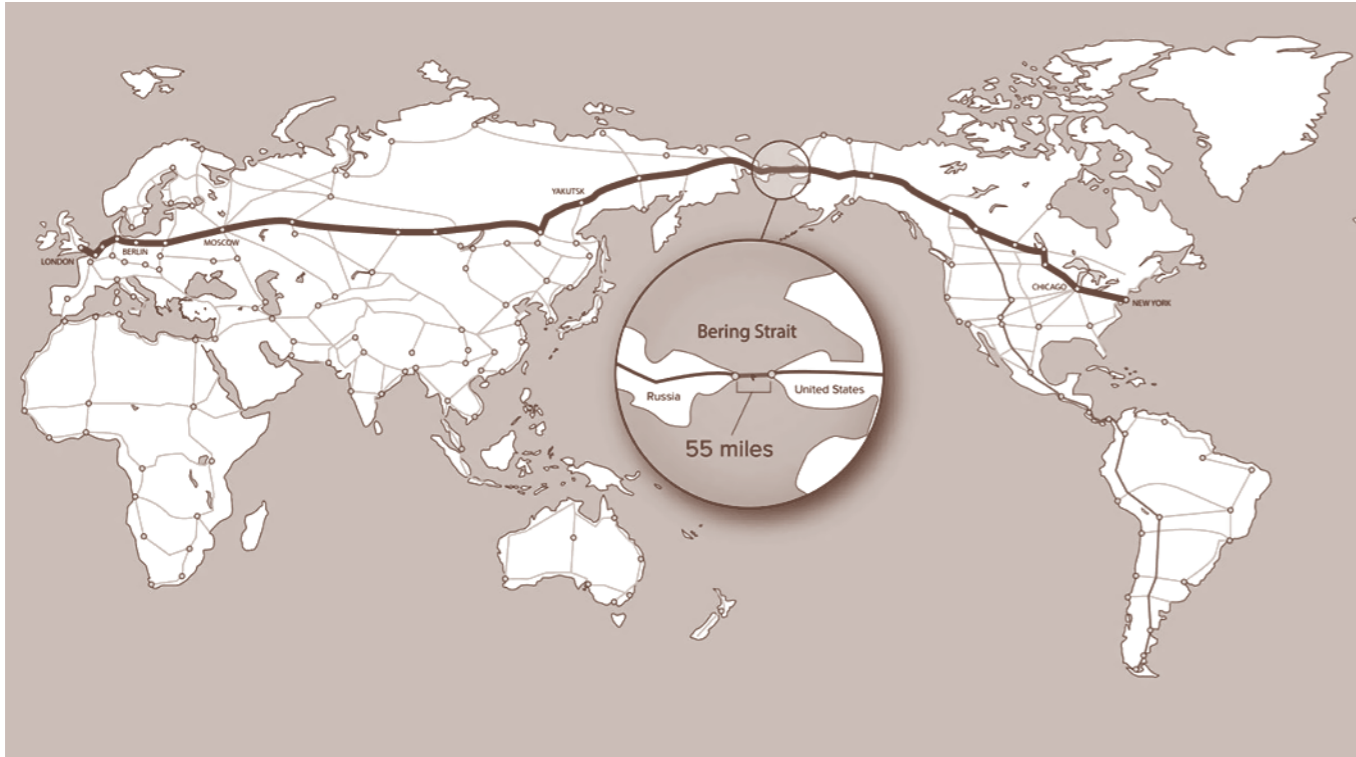 YAKUTSK
MOSCOW
BERLIN
LONDON
CHICAGO
NEW YORK
Bering Strait
Russia
United States
55 miles